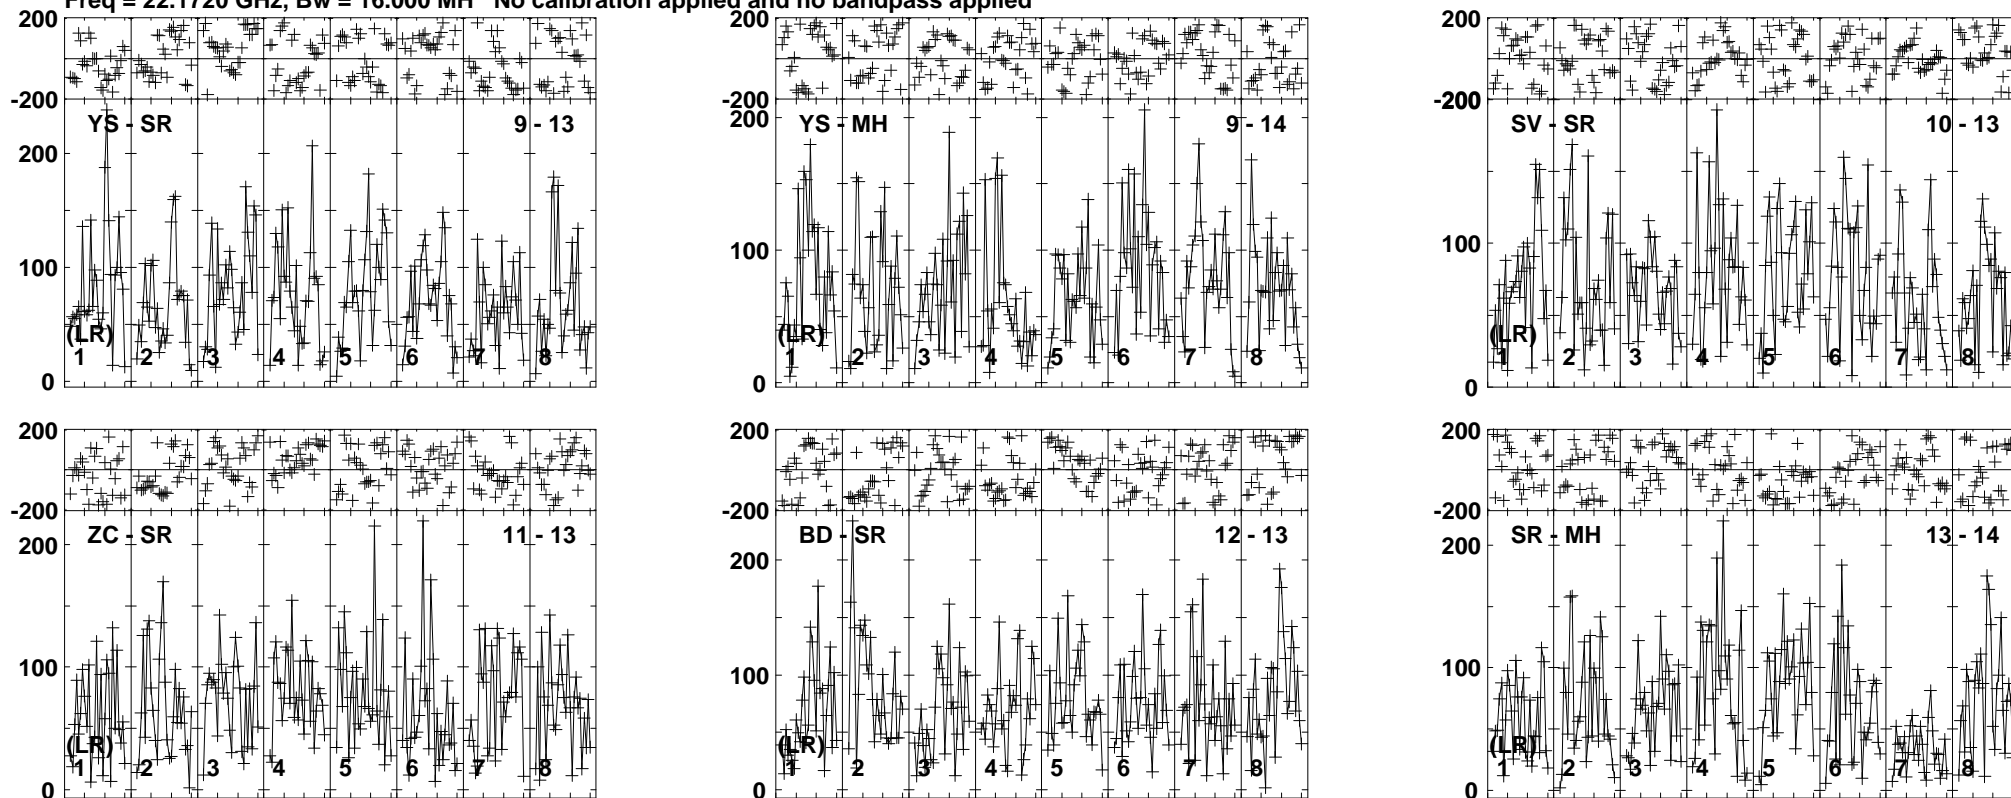 Freq = 22.1720 GHz, Bw = 16.000 MH No calibration applied and no bandpass applied
200
-200
YS - SR
9 - 13
200
100
0
(LR)
1 2 3 4 5 6 7 8
200
-200
200
YS - MH
9 - 14
100
0
(LR)
1 2 3 4 5 6 7 8
200
-200
200
SV - SR
10 - 13
100
0
(LR)
1 2 3 4 5 6 7 8
200
-200
ZC - SR
11 - 13
200
100
0
(LR)
1 2 3 4 5 6 7 8
200
-200
BD - SR
12 - 13
200
100
0
(LR)
1 2 3 4 5 6 7 8
200
-200
SR - MH
13 - 14
200
100
0
(LR)
1 2 3 4 5 6 7 8